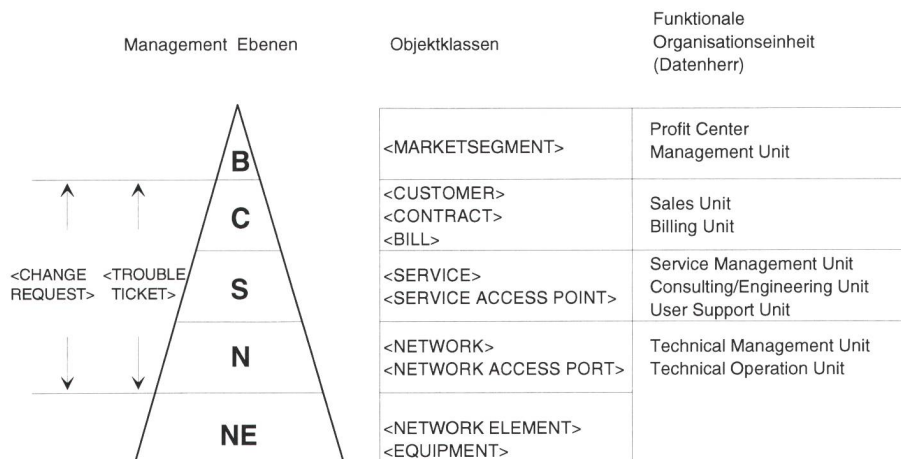 Management Ebenen
Objektklassen
Funktionale
Organisationseinheit
(Datenherr)
B
<MARKETSEGMENT>
Profit Center
Management Unit
C
<CUSTOMER>
<CONTRACT>
<BILL>
Sales Unit
Billing Unit
<CHANGE
REQUEST>
<TROUBLE
TICKET>
S
<SERVICE>
<SERVICE ACCESS POINT>
Service Management Unit
Consulting/Engineering Unit
User Support Unit
N
<NETWORK>
<NETWORK ACCESS PORT>
Technical Management Unit
Technical Operation Unit
NE
<NETWORK ELEMENT>
<EQUIPMENT>